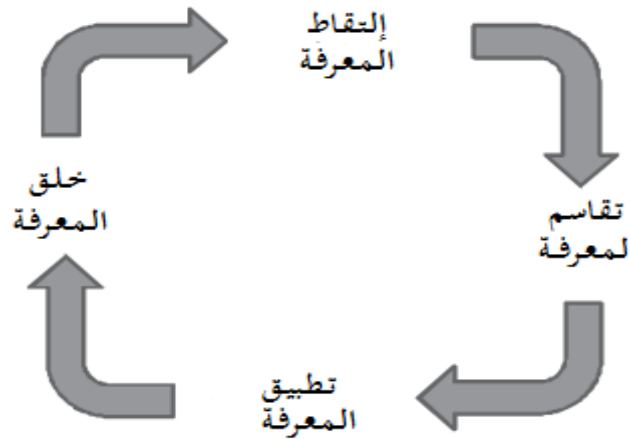 إلتقاط
المعرفة
تقاسم
لمعرفة
تطبيق
المعرفة
خلق
المعرفة